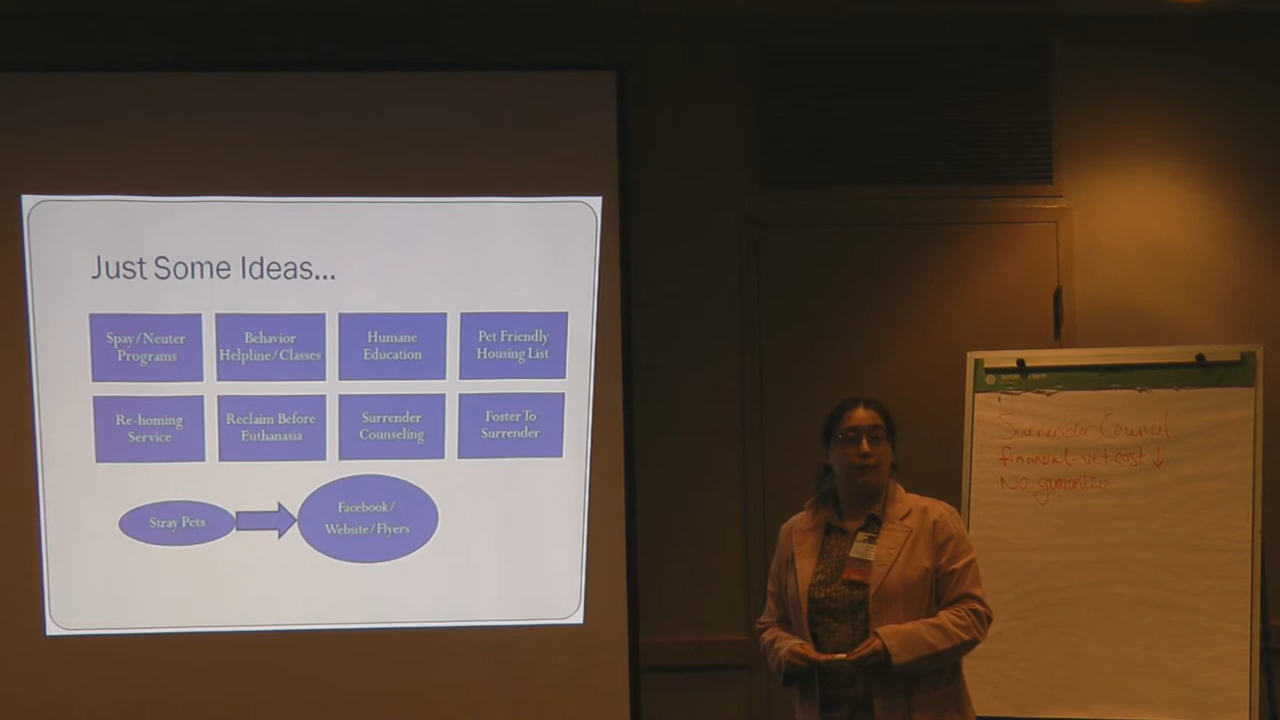 Just Some Ideas...
Spay/Neuter
Programs
Behavior
Helpline/Classes
Humane
Education
Pet Friendly
Housing List
Re-homing
Service
Reclaim Before
Euthanasia
Surrender
Counseling
Foster To
Surrender
Stray Pets
Facebook/
Website/Flyers
Surrender Council
financial-vet cost ↓
No guarantee